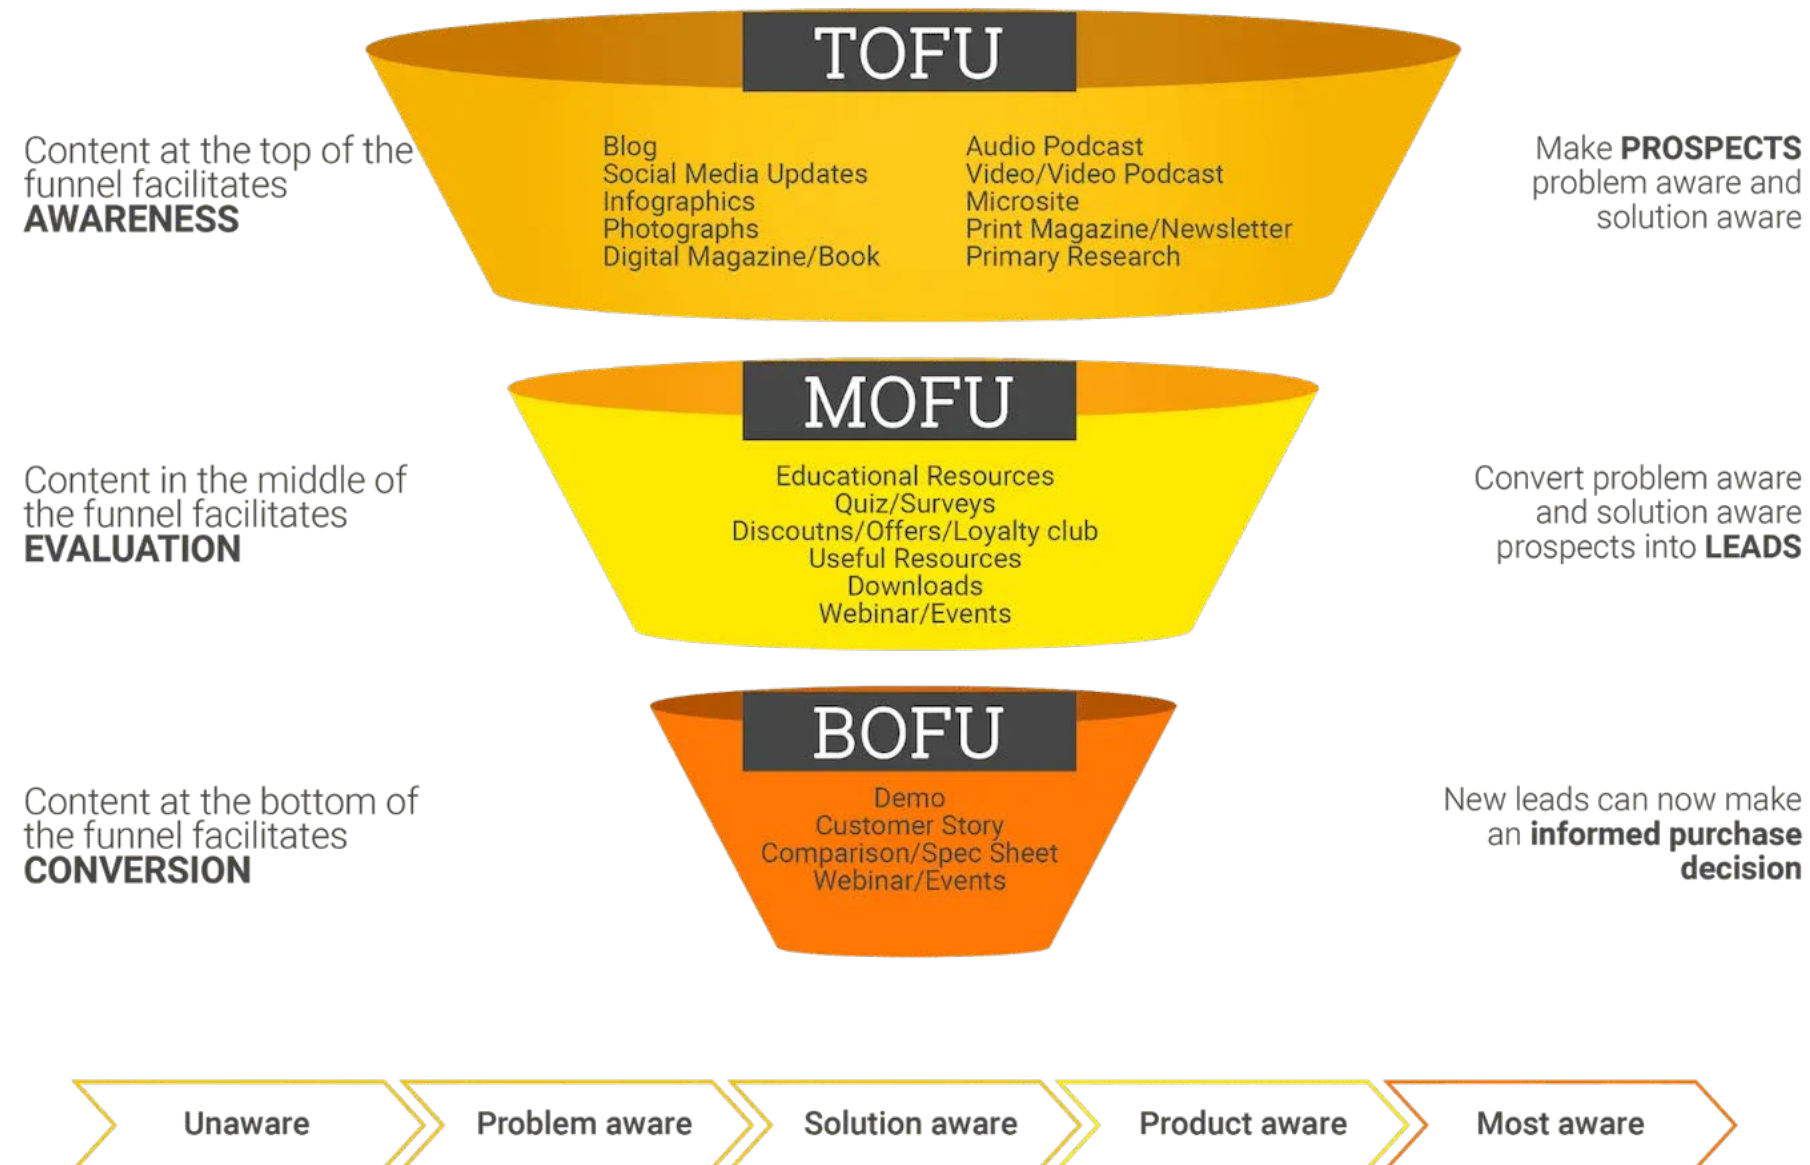 TOFU
Content at the top of the
funnel facilitates
AWARENESS
Blog
Social Media Updates
Infographics
Photographs
Digital Magazine/Book
Audio Podcast
Video/Video Podcast
Microsite
Print Magazine/Newsletter
Primary Research
Make PROSPECTS
problem aware and
solution aware
MOFU
Content in the middle of
the funnel facilitates
EVALUATION
Educational Resources
Quiz/Surveys
Discoutns/Offers/Loyalty club
Useful Resources
Downloads
Webinar/Events
Convert problem aware
and solution aware
prospects into LEADS
BOFU
Content at the bottom of
the funnel facilitates
CONVERSION
Demo
Customer Story
Comparison/Spec Sheet
Webinar/Events
New leads can now make
an informed purchase
decision
Unaware
Problem aware
Solution aware
Product aware
Most aware